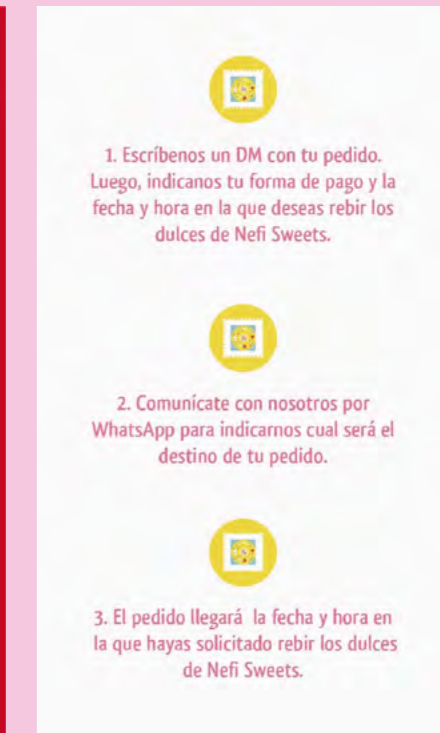 1. Escríbenos un DM con tu pedido.
Luego, indicanos tu forma de pago y la
fecha y hora en la que deseas rebir los
dulces de Nefi Sweets.
2. Comunícate con nosotros por
WhatsApp para indicarnos cual será el
destino de tu pedido.
3. El pedido llegará la fecha y hora en
la que hayas solicitado rebir los dulces
de Nefi Sweets.